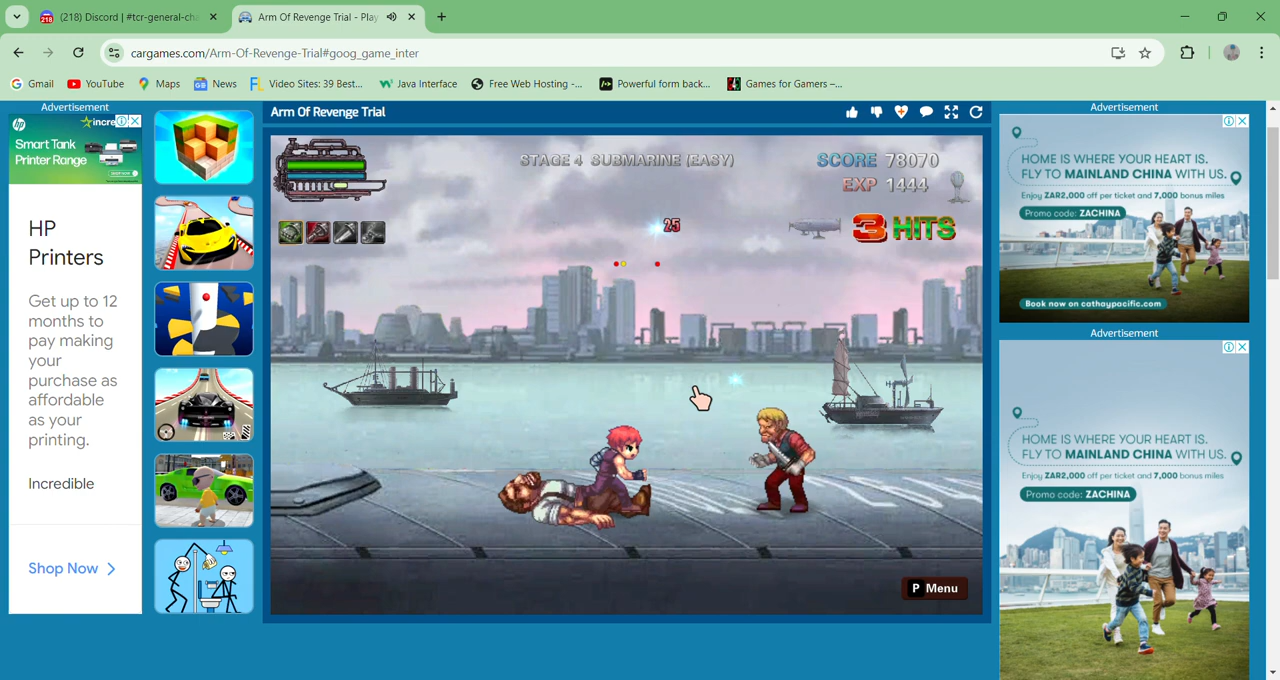 (218) Discord | #tcr-general-cha
Arm Of Revenge Trial - Play
cargames.com/Arm-Of-Revenge-Trial#goog_game_inter
Gmail
YouTube
Maps
News
Video Sites: 39 Best...
Java Interface
Free Web Hosting -...
Powerful form back...
Games for Gamers –...
Advertisement
hp
incre
Smart Tank
Printer Range
HP
Printers
Get up to 12
months to
pay making
your
purchase as
affordable
as your
printing.
Incredible
Shop Now
Arm Of Revenge Trial
STAGE 4 SUBMARINE (EASY)
SCORE 78070
EXP 1444
25
3 HITS
P Menu
Advertisement
HOME IS WHERE YOUR HEART IS.
FLY TO MAINLAND CHINA WITH US.
Enjoy ZAR2,000 off per ticket and 7,000 bonus miles
Promo code: ZACHINA
Book now on cathaypacific.com
Advertisement
HOME IS WHERE YOUR HEART IS.
FLY TO MAINLAND CHINA WITH US.
Enjoy ZAR2,000 off per ticket and 7,000 bonus miles
Promo code: ZACHINA